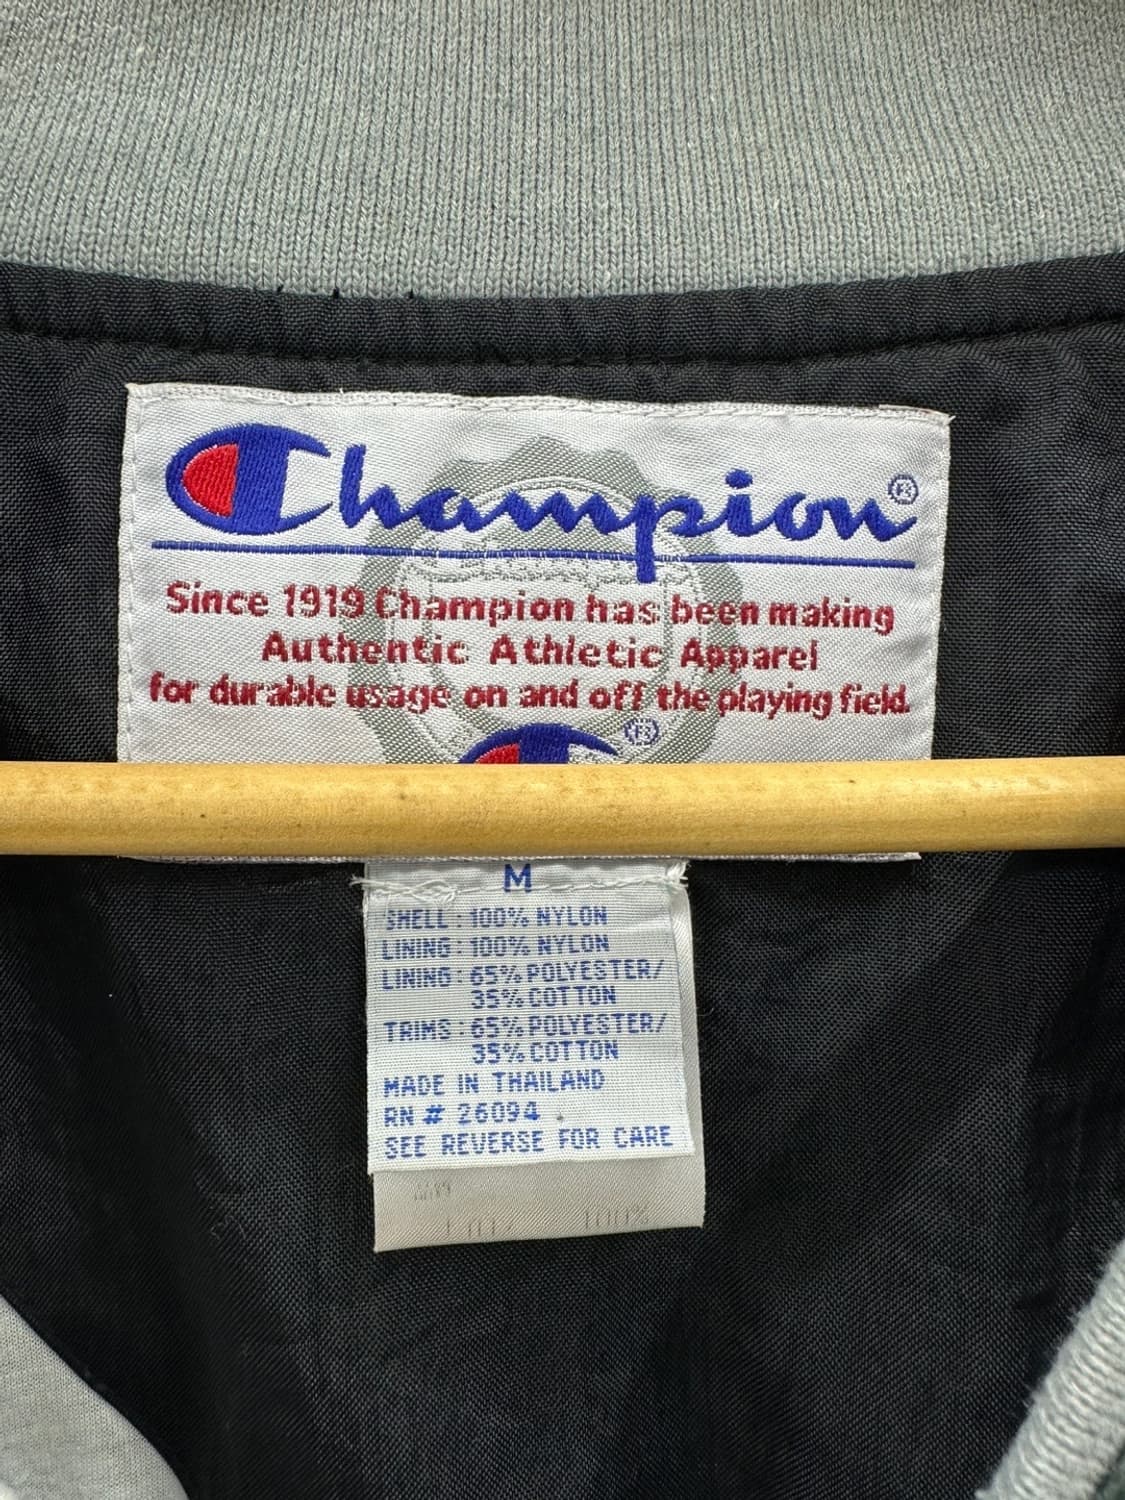 Champion
Since 1919 Champion has been making
Authentic Athletic Apparel
for durable usage on and off the playing field.
M
SHELL : 100% NYLON
LINING : 100% NYLON
LINING : 65% POLYESTER/
35% COTTON
TRIMS : 65% POLYESTER/
35% COTTON
MADE IN THAILAND
RN # 26094
SEE REVERSE FOR CARE
100%